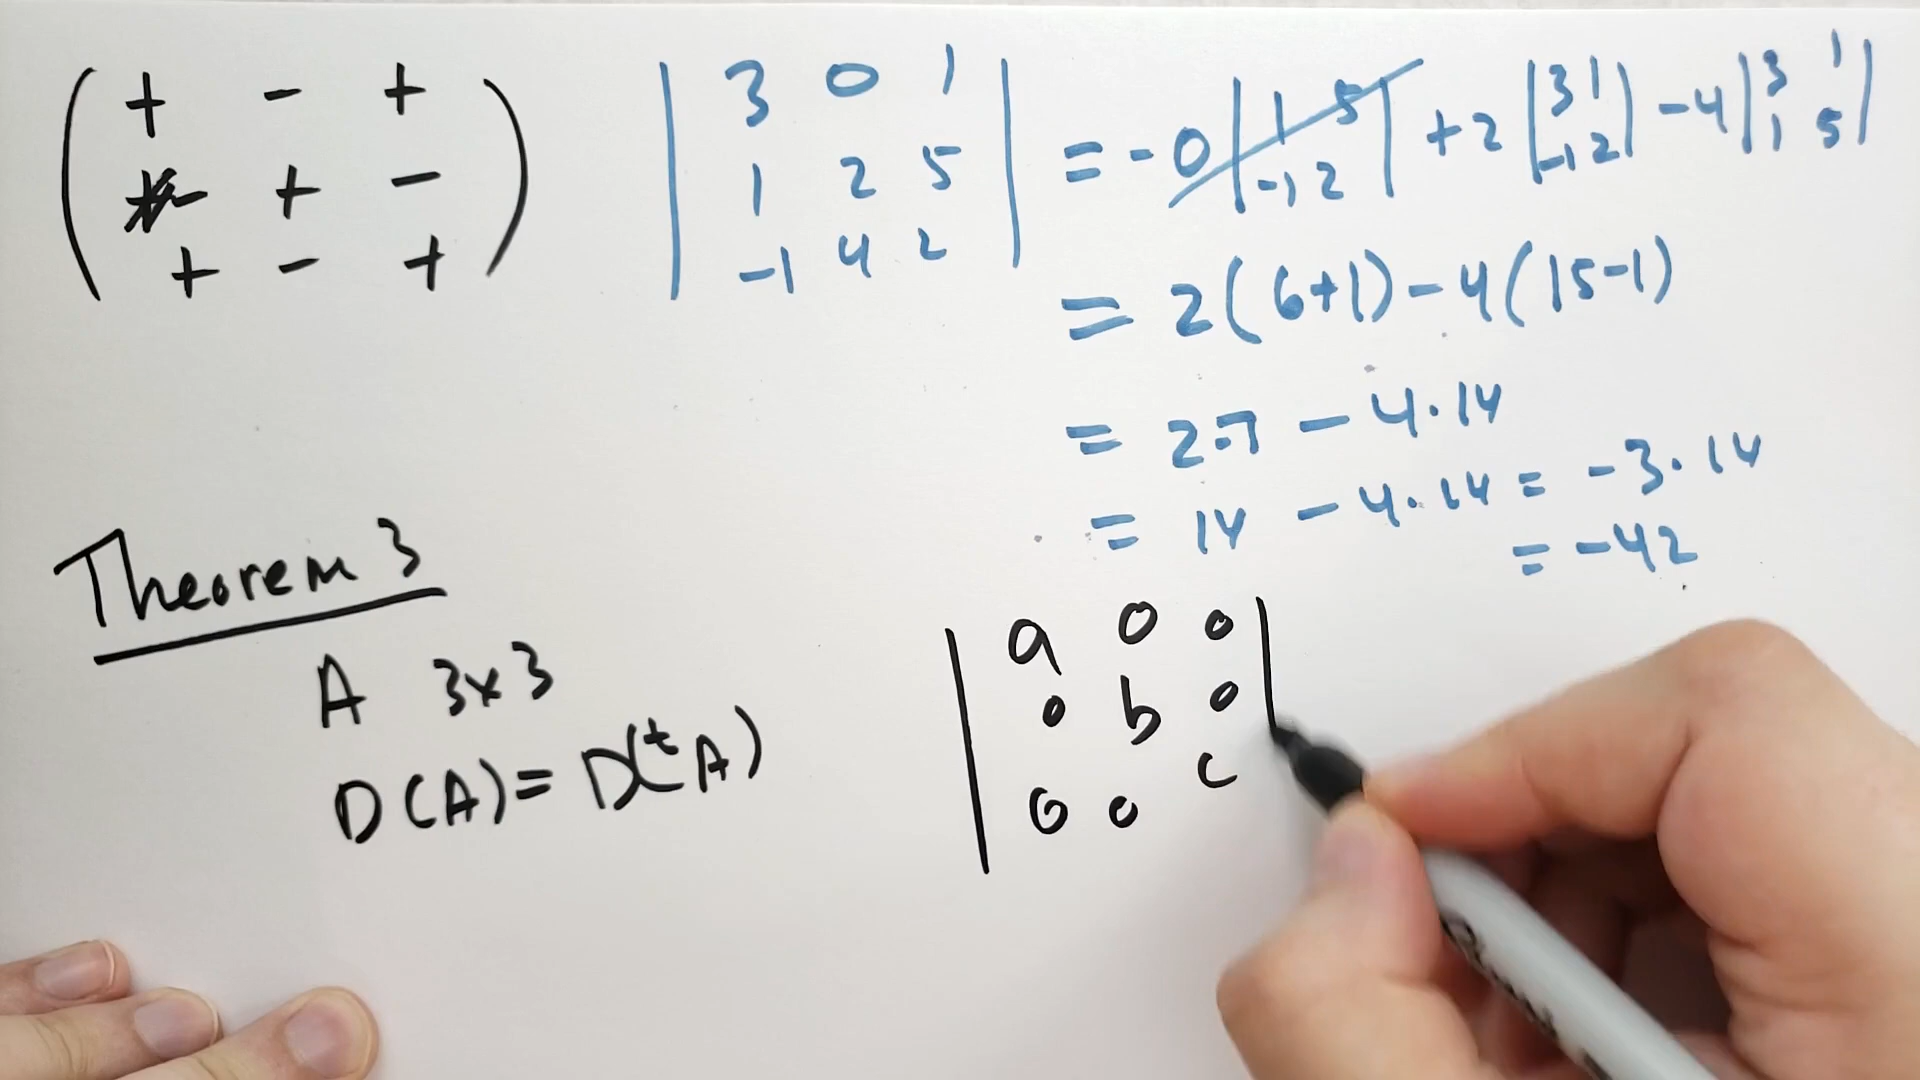 + - +
- + -
+ - +
| 3 0 1 |
| 1 2 5 |
| -1 4 2 |
= -0 | 1 5 | + 2 | 3 1 | - 4 | 3 1 |
| -1 2 | | -1 2 | | 1 5 |
= 2(6+1) - 4(15-1)
= 2·7 - 4·14
= 14 - 4·14 = -3·14
= -42
Theorem 3
A 3x3
D(A) = D(ᵗA)
| a 0 0 |
| 0 b 0
| 0 0 c